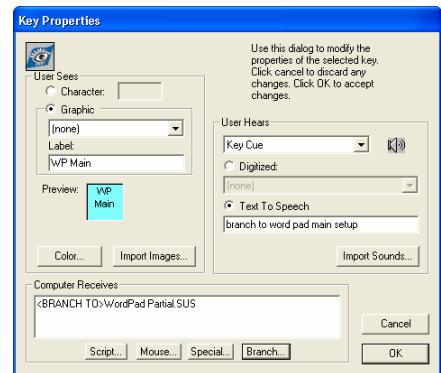 Key Properties
Use this dialog to modify the
properties of the selected key.
Click cancel to discard any
changes. Click OK to accept
changes.
User Sees
Character:
Graphic
(none)
Label:
WP Main
Preview:
WP
Main
Color...
Import Images...
User Hears
Key Cue
Digitized:
(none)
Text To Speech
branch to word pad main setup
Import Sounds...
Computer Receives
<BRANCH TO>WordPad Partial.SUS
Script...
Mouse...
Special...
Branch...
Cancel
OK